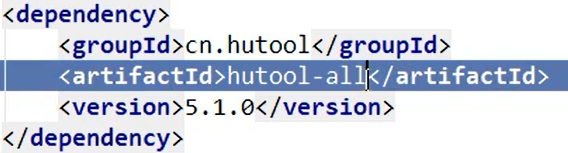 <dependency>
<groupId>cn.hutool</groupId>
<artifactId>hutool-all</artifactId>
<version>5.1.0</version>
</dependency>